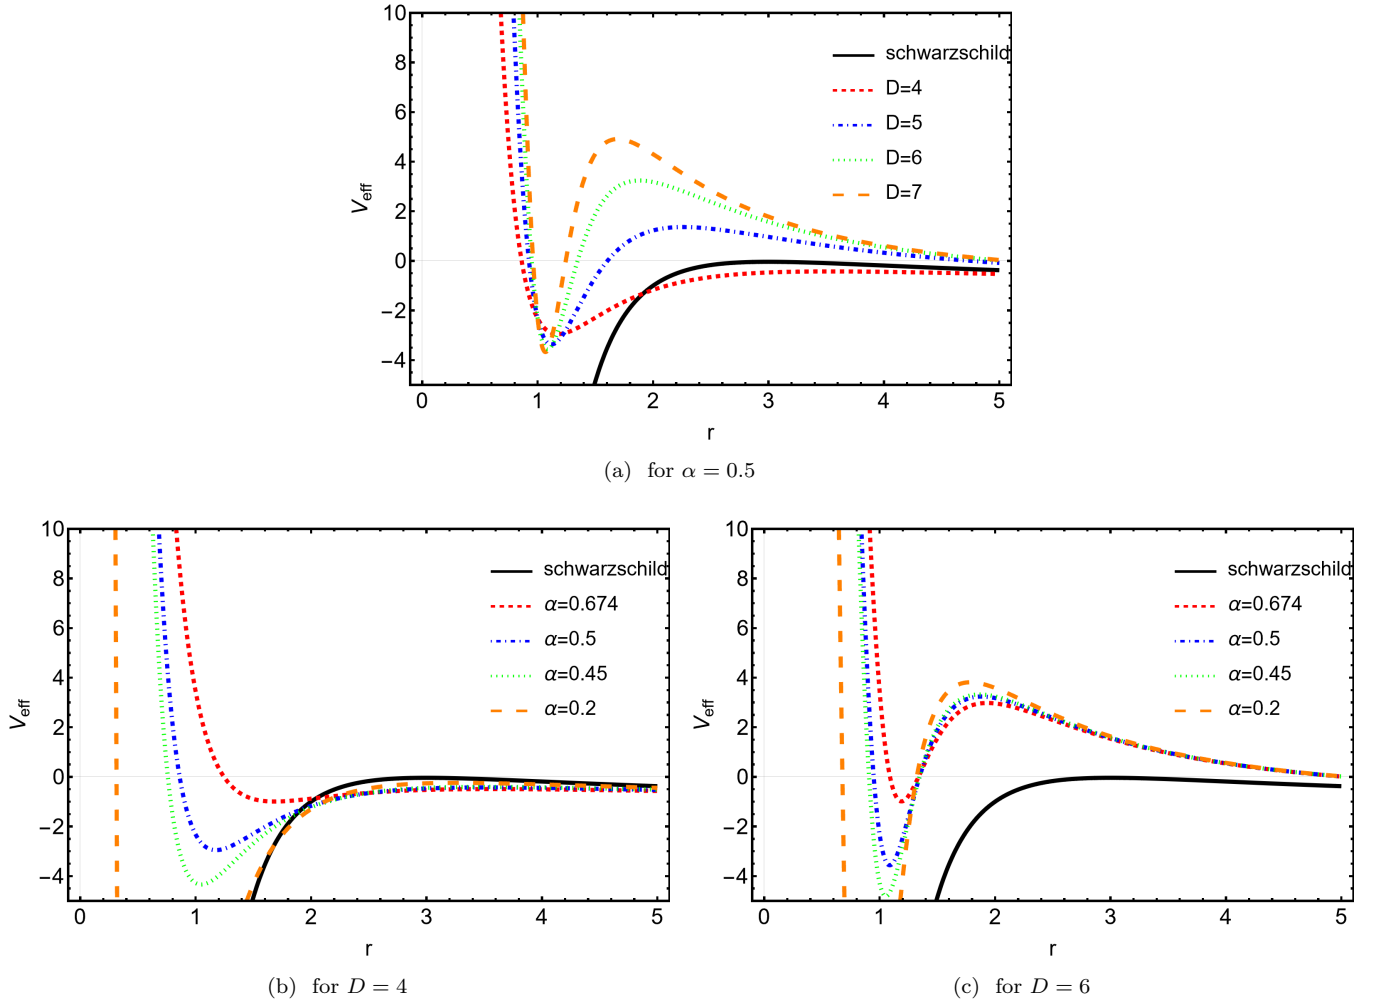 10
8
6
4
2
0
−2
−4
V_eff
schwarzschild
D=4
D=5
D=6
D=7
0 1 2 3 4 5
r
(a) for α = 0.5
10
8
6
4
2
0
−2
−4
V_eff
schwarzschild
α=0.674
α=0.5
α=0.45
α=0.2
0 1 2 3 4 5
r
(b) for D = 4
10
8
6
4
2
0
−2
−4
V_eff
schwarzschild
α=0.674
α=0.5
α=0.45
α=0.2
0 1 2 3 4 5
r
(c) for D = 6